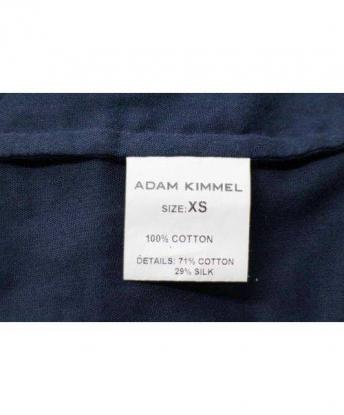 ADAM KIMMEL
SIZE: XS
100% COTTON
DETAILS: 71% COTTON
29% SILK